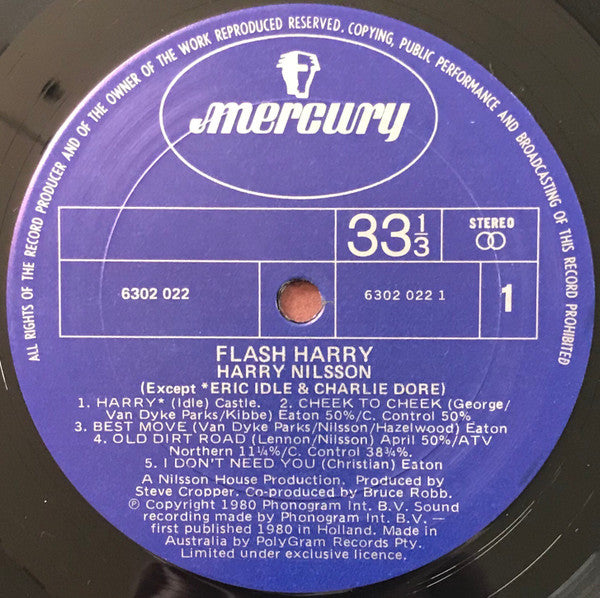 ALL RIGHTS OF THE RECORD PRODUCER AND OF THE OWNER OF THE WORK REPRODUCED RESERVED. COPYING, PUBLIC PERFORMANCE AND BROADCASTING OF THIS RECORD PROHIBITED
mercury
33 1/3
STEREO
6302 022
6302 022 1
1
FLASH HARRY
HARRY NILSSON
(Except *ERIC IDLE & CHARLIE DORE)
1. HARRY* (Idle) Castle. 2. CHEEK TO CHEEK (George/
Van Dyke Parks/Kibbe) Eaton 50%/C. Control 50%
3. BEST MOVE (Van Dyke Parks/Nilsson/Hazelwood) Eaton
4. OLD DIRT ROAD (Lennon/Nilsson) April 50%/ATV
Northern 11¼%/C. Control 38¾%.
5. I DON'T NEED YOU (Christian) Eaton
A Nilsson House Production. Produced by
Steve Cropper. Co-produced by Bruce Robb.
℗ Copyright 1980 Phonogram Int. B.V. Sound
recording made by Phonogram Int. B.V. —
first published 1980 in Holland. Made in
Australia by PolyGram Records Pty.
Limited under exclusive licence.